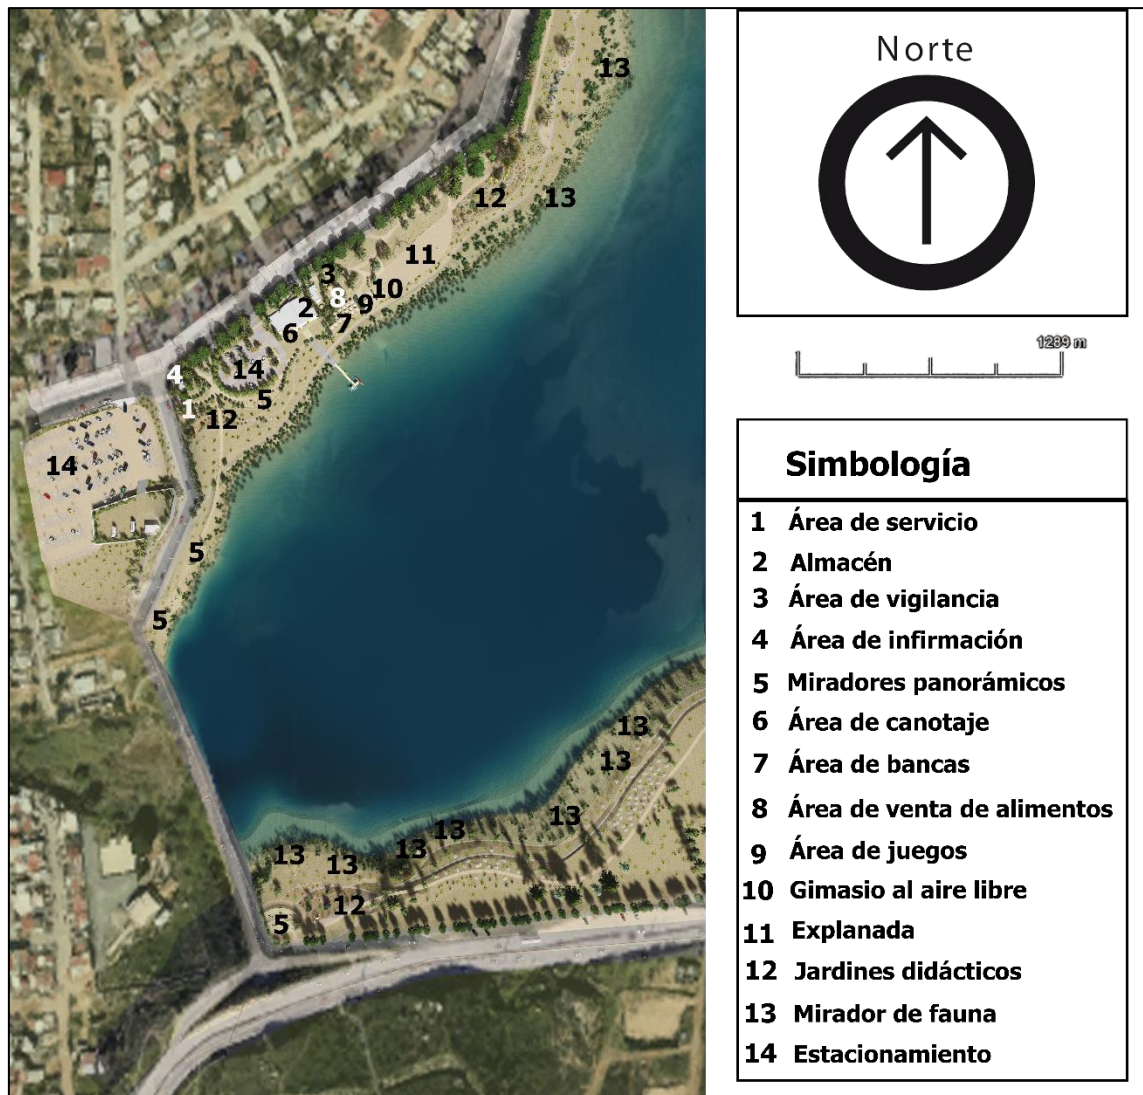 Norte
1289 m
Simbología
1 Área de servicio
2 Almacén
3 Área de vigilancia
4 Área de infirmación
5 Miradores panorámicos
6 Área de canotaje
7 Área de bancas
8 Área de venta de alimentos
9 Área de juegos
10 Gimasio al aire libre
11 Explanada
12 Jardines didácticos
13 Mirador de fauna
14 Estacionamiento
13
12 13
11
3
10
8
9
2
7
6
14
4
5
1
12
14
5
5
13
13
13
13
13
13
13
12
5